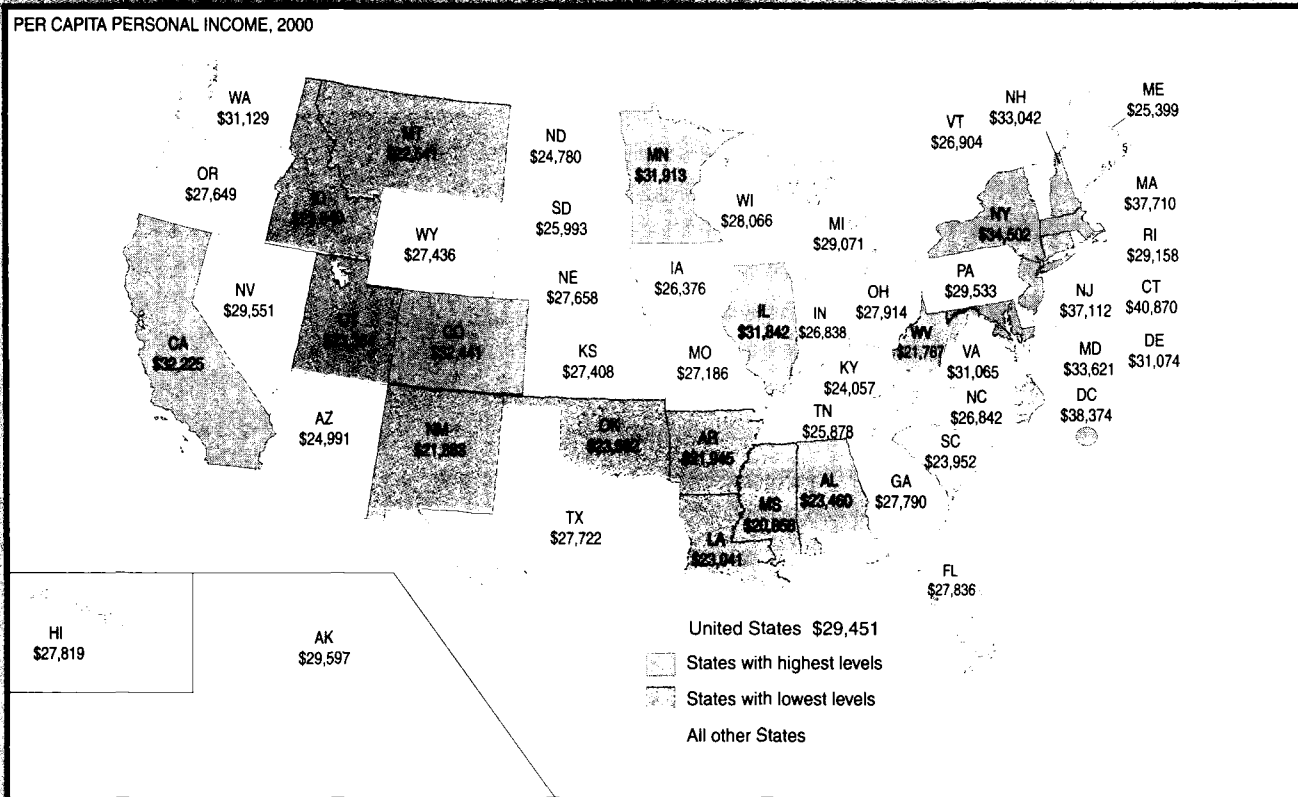 PER CAPITA PERSONAL INCOME, 2000
WA
$31,129
MT
ND
$24,780
MN
$31,913
NH
$33,042
VT
$26,904
ME
$25,399
OR
$27,649
ID
SD
$25,993
WI
$28,066
MI
$29,071
NY
$34,502
MA
$37,710
WY
$27,436
RI
$29,158
NV
$29,551
NE
$27,658
IA
$26,376
OH
$27,914
PA
$29,533
NJ
$37,112
CT
$40,870
CA
$32,225
IL
$31,842
IN
$26,838
WV
$21,767
KS
$27,408
MO
$27,186
KY
$24,057
VA
$31,065
MD
$33,621
DE
$31,074
AZ
$24,991
NM
OK
AR
$21,945
TN
$25,878
NC
$26,842
DC
$38,374
SC
$23,952
MS
AL
$23,460
GA
$27,790
TX
$27,722
LA
$23,041
FL
$27,836
HI
$27,819
AK
$29,597
United States $29,451
States with highest levels
States with lowest levels
All other States